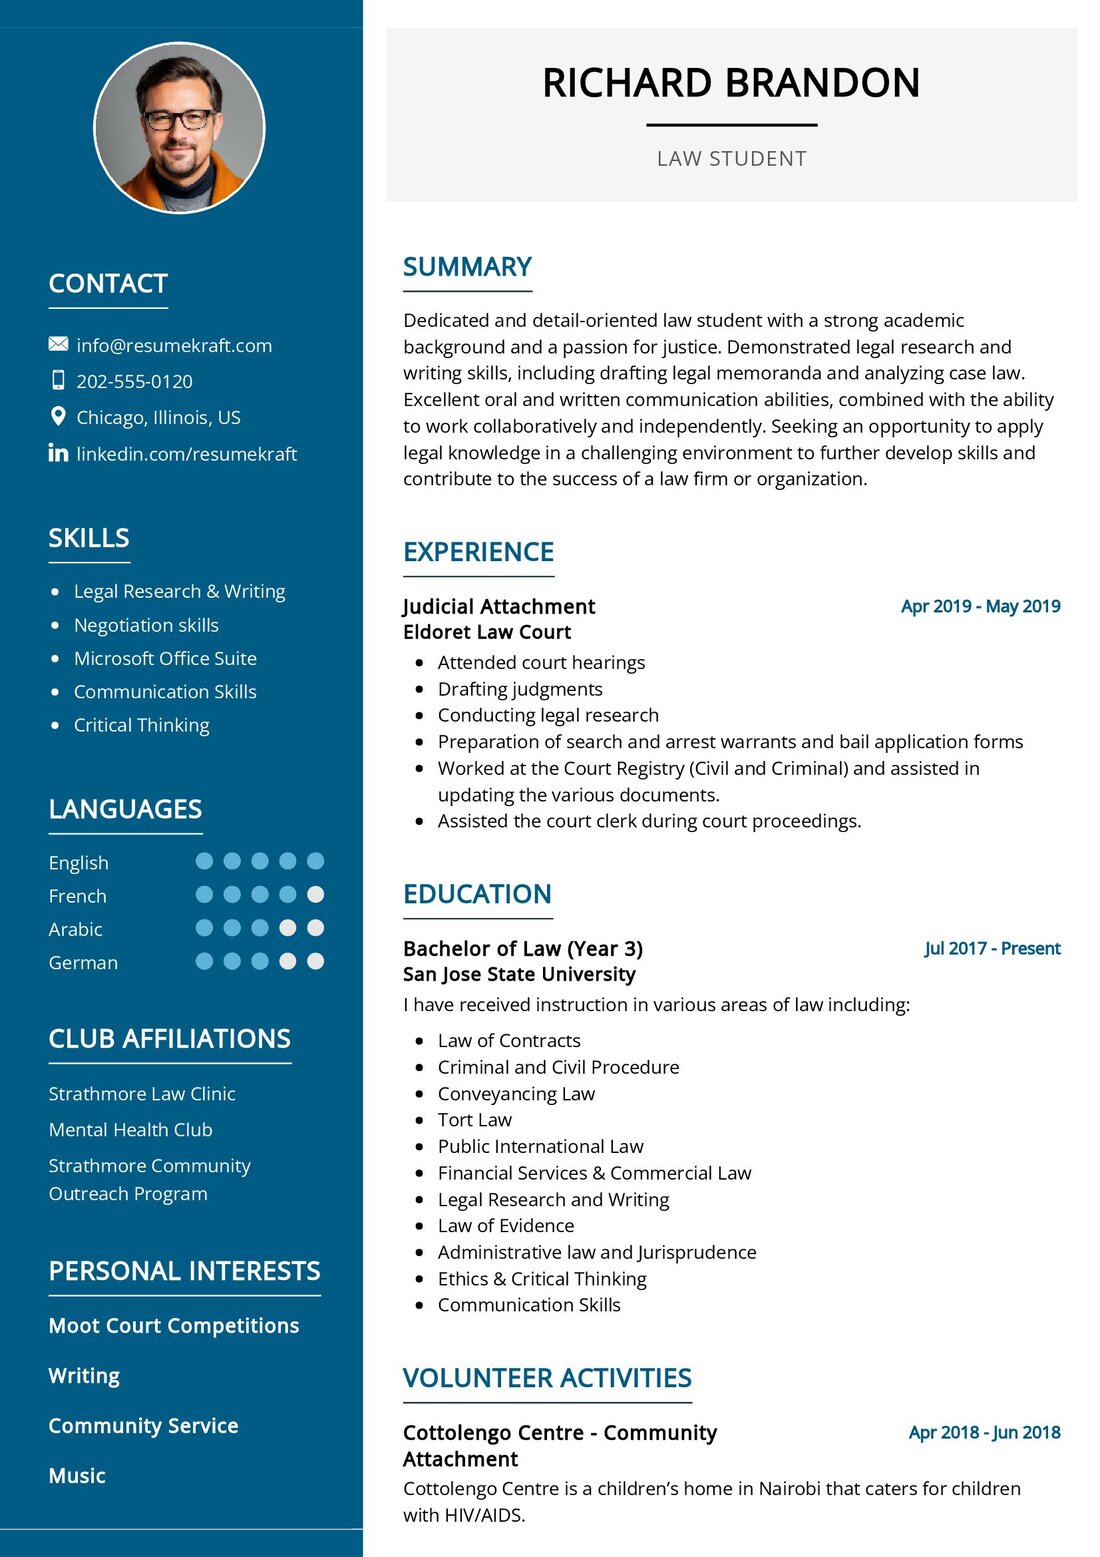 RICHARD BRANDON
LAW STUDENT
CONTACT
info@resumekraft.com
202-555-0120
Chicago, Illinois, US
linkedin.com/resumekraft
SKILLS
• Legal Research & Writing
• Negotiation skills
• Microsoft Office Suite
• Communication Skills
• Critical Thinking
LANGUAGES
English
French
Arabic
German
CLUB AFFILIATIONS
Strathmore Law Clinic
Mental Health Club
Strathmore Community
Outreach Program
PERSONAL INTERESTS
Moot Court Competitions
Writing
Community Service
Music
SUMMARY
Dedicated and detail-oriented law student with a strong academic
background and a passion for justice. Demonstrated legal research and
writing skills, including drafting legal memoranda and analyzing case law.
Excellent oral and written communication abilities, combined with the ability
to work collaboratively and independently. Seeking an opportunity to apply
legal knowledge in a challenging environment to further develop skills and
contribute to the success of a law firm or organization.
EXPERIENCE
Judicial Attachment Apr 2019 - May 2019
Eldoret Law Court
• Attended court hearings
• Drafting judgments
• Conducting legal research
• Preparation of search and arrest warrants and bail application forms
• Worked at the Court Registry (Civil and Criminal) and assisted in
updating the various documents.
• Assisted the court clerk during court proceedings.
EDUCATION
Bachelor of Law (Year 3) Jul 2017 - Present
San Jose State University
I have received instruction in various areas of law including:
• Law of Contracts
• Criminal and Civil Procedure
• Conveyancing Law
• Tort Law
• Public International Law
• Financial Services & Commercial Law
• Legal Research and Writing
• Law of Evidence
• Administrative law and Jurisprudence
• Ethics & Critical Thinking
• Communication Skills
VOLUNTEER ACTIVITIES
Cottolengo Centre - Community Apr 2018 - Jun 2018
Attachment
Cottolengo Centre is a children’s home in Nairobi that caters for children
with HIV/AIDS.